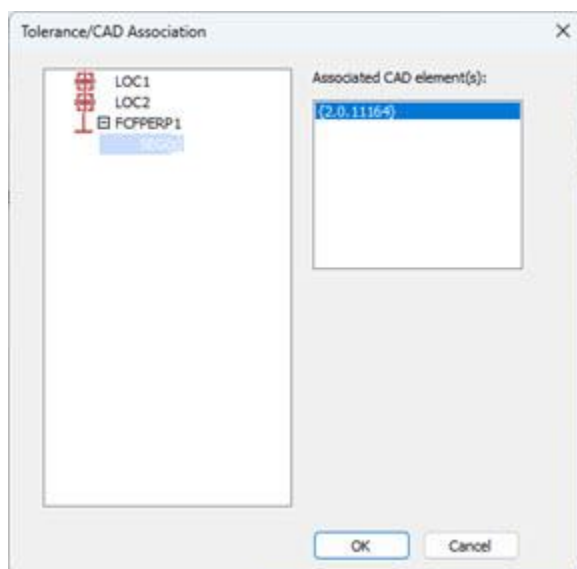 Tolerance/CAD Association
Associated CAD element(s):
LOC1
LOC2
FCFPERP1
{2.0.11164}
OK
Cancel